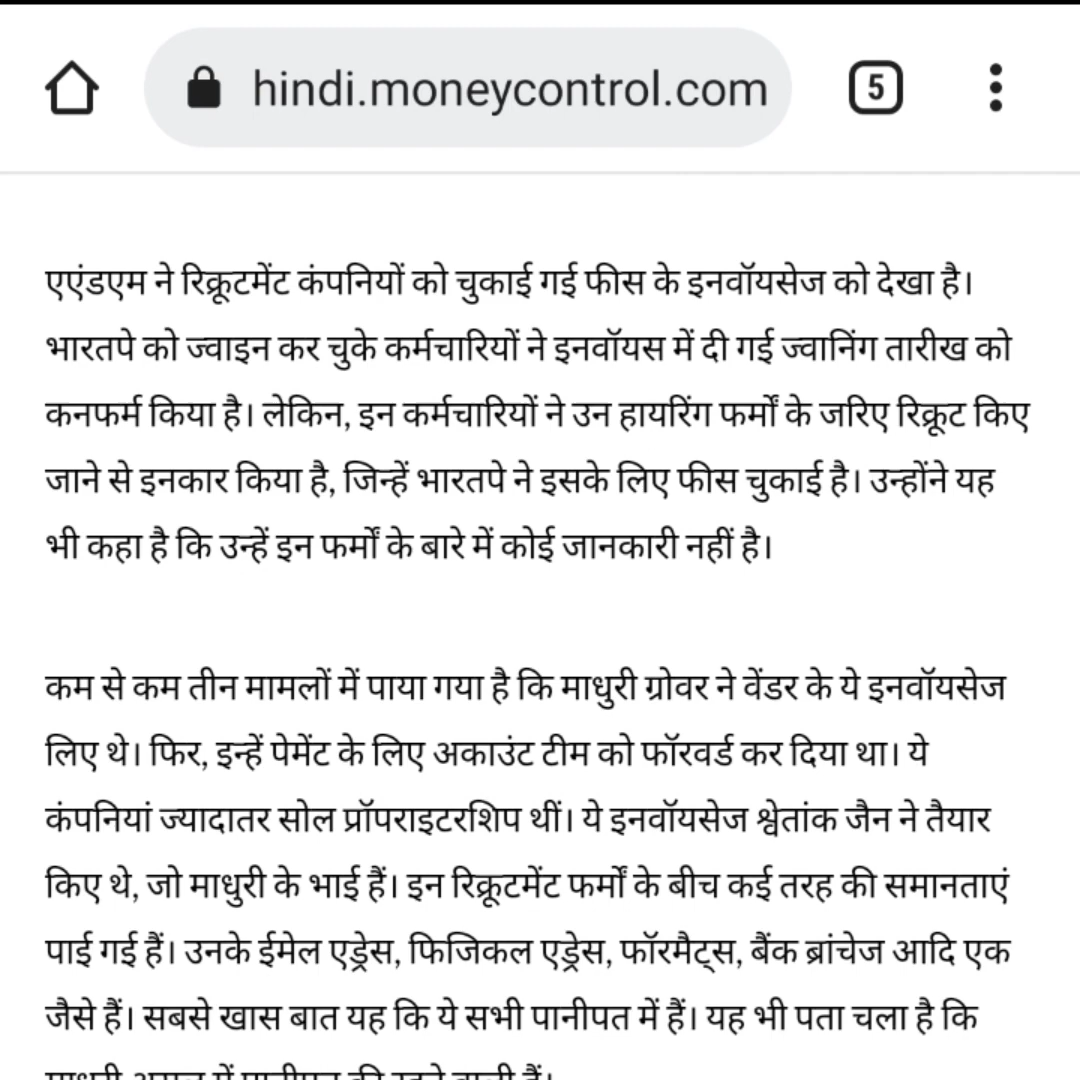 hindi.moneycontrol.com
5
एएंडएम ने रिक्रूटमेंट कंपनियों को चुकाई गई फीस के इनवॉयसेज को देखा है।
भारतपे को ज्वाइन कर चुके कर्मचारियों ने इनवॉयस में दी गई ज्वानिंग तारीख को
कनफर्म किया है। लेकिन, इन कर्मचारियों ने उन हायरिंग फर्मों के जरिए रिक्रूट किए
जाने से इनकार किया है, जिन्हें भारतपे ने इसके लिए फीस चुकाई है। उन्होंने यह
भी कहा है कि उन्हें इन फर्मों के बारे में कोई जानकारी नहीं है।
कम से कम तीन मामलों में पाया गया है कि माधुरी ग्रोवर ने वेंडर के ये इनवॉयसेज
लिए थे। फिर, इन्हें पेमेंट के लिए अकाउंट टीम को फॉरवर्ड कर दिया था। ये
कंपनियां ज्यादातर सोल प्रॉपराइटरशिप थीं। ये इनवॉयसेज श्वेतांक जैन ने तैयार
किए थे, जो माधुरी के भाई हैं। इन रिक्रूटमेंट फर्मों के बीच कई तरह की समानताएं
पाई गई हैं। उनके ईमेल एड्रेस, फिजिकल एड्रेस, फॉरमैट्स, बैंक ब्रांचेज आदि एक
जैसे हैं। सबसे खास बात यह कि ये सभी पानीपत में हैं। यह भी पता चला है कि